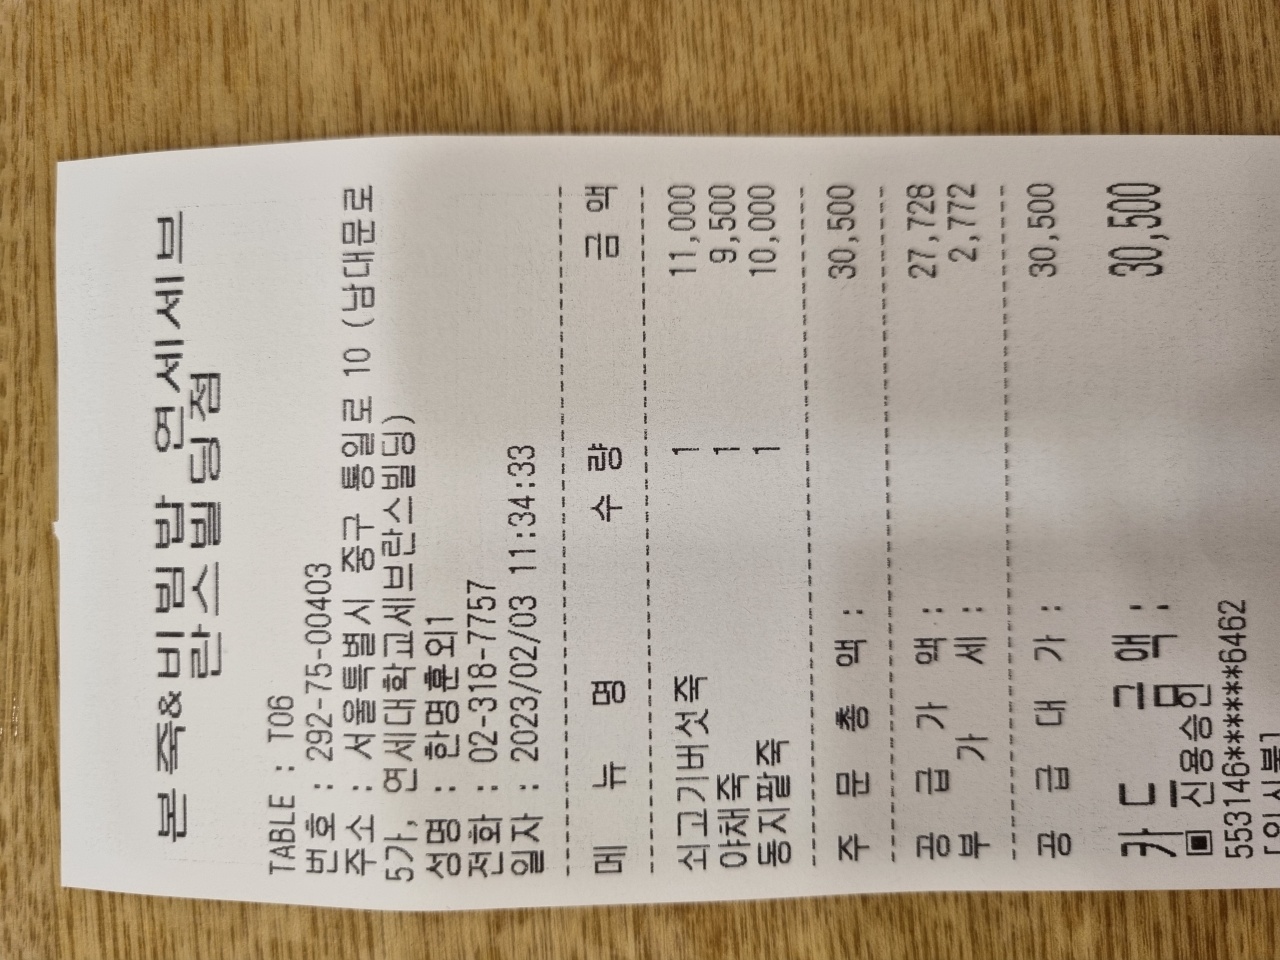 본죽&비빔밥 연세세브
란스빌딩점
TABLE : T06
번호 : 292-75-00403
주소 : 서울특별시 중구 통일로 10 (남대문로
5가, 연세대학교세브란스빌딩)
성명 : 한명훈외1
전화 : 02-318-7757
일자 : 2023/02/03 11:34:33
메 뉴 명 수 량 금 액
쇠고기버섯죽 1 11,000
야채죽 1 9,500
동지팥죽 1 10,000
주 문 총 액 : 30,500
공 급 가 액 : 27,728
부 가 세 : 2,772
공 급 대 가 : 30,500
카 드 금 액 : 30,500
▣ 신용승인
553146******6462
[일시불]